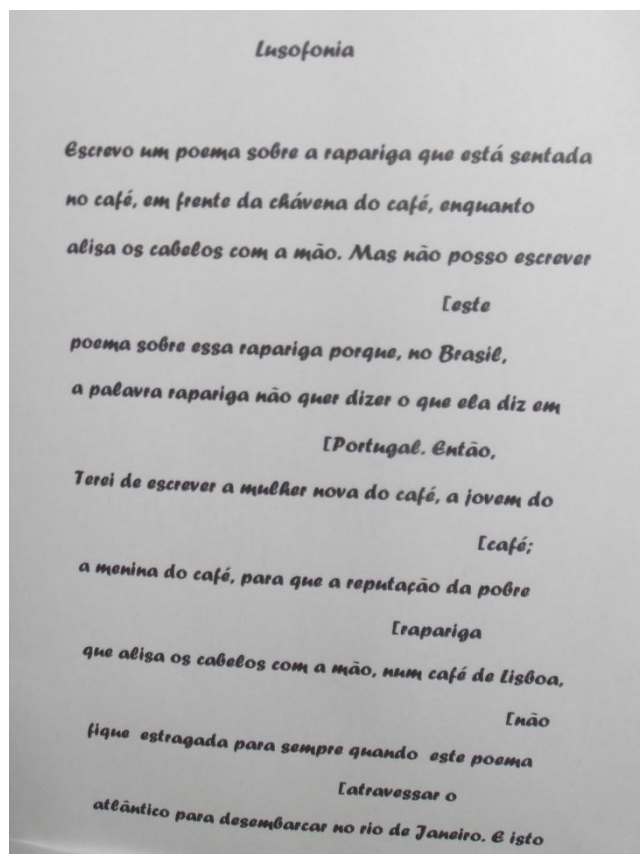 Lusofonia
Escrevo um poema sobre a rapariga que está sentada
no café, em frente da chávena do café, enquanto
alisa os cabelos com a mão. Mas não posso escrever
[este
poema sobre essa rapariga porque, no Brasil,
a palavra rapariga não quer dizer o que ela diz em
[Portugal. Então,
Terei de escrever a mulher nova do café, a jovem do
[café;
a menina do café, para que a reputação da pobre
[rapariga
que alisa os cabelos com a mão, num café de Lisboa,
[não
fique estragada para sempre quando este poema
[atravessar o
atlântico para desembarcar no rio de Janeiro. E isto